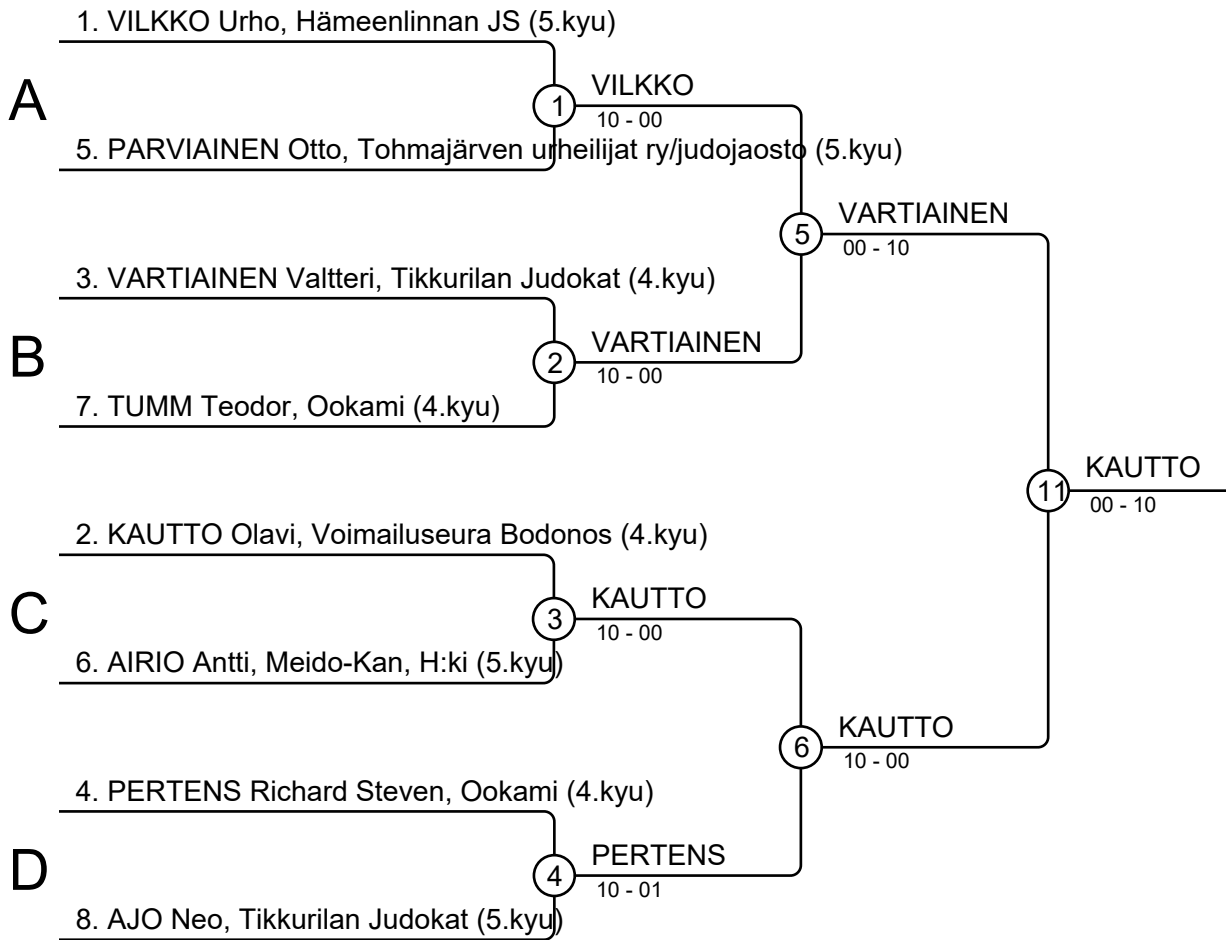 1. VILKKO Urho, Hämeenlinnan JS (5.kyu)
A
1
VILKKO
10 - 00
5. PARVIAINEN Otto, Tohmajärven urheilijat ry/judojaosto (5.kyu)
5
VARTIAINEN
00 - 10
3. VARTIAINEN Valtteri, Tikkurilan Judokat (4.kyu)
B
2
VARTIAINEN
10 - 00
7. TUMM Teodor, Ookami (4.kyu)
11
KAUTTO
00 - 10
2. KAUTTO Olavi, Voimailuseura Bodonos (4.kyu)
C
3
KAUTTO
10 - 00
6. AIRIO Antti, Meido-Kan, H:ki (5.kyu)
6
KAUTTO
10 - 00
4. PERTENS Richard Steven, Ookami (4.kyu)
D
4
PERTENS
10 - 01
8. AJO Neo, Tikkurilan Judokat (5.kyu)